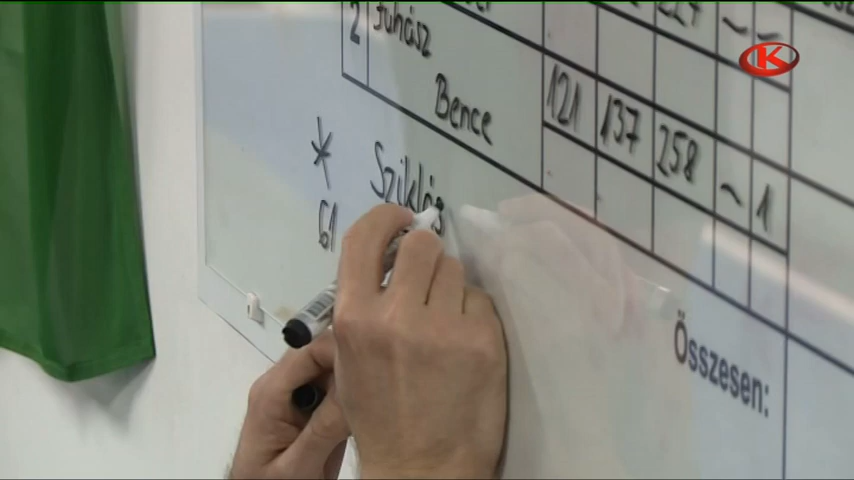 K
2 Juhász
Bence 121 137 258 ~ 1
* Sziklós
61
Összesen: